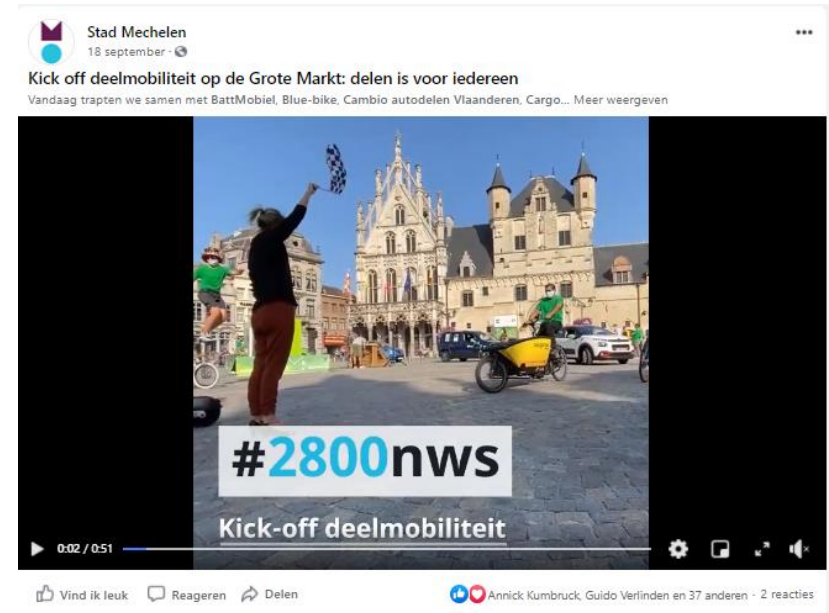 Stad Mechelen
18 september ·
Kick off deelmobiliteit op de Grote Markt: delen is voor iedereen
Vandaag trapten we samen met BattMobiel, Blue-bike, Cambio autodelen Vlaanderen, Cargo... Meer weergeven
#2800nws
Kick-off deelmobiliteit
0:02 / 0:51
Vind ik leuk Reageren Delen Annick Kumbruck, Guido Verlinden en 37 anderen · 2 reacties